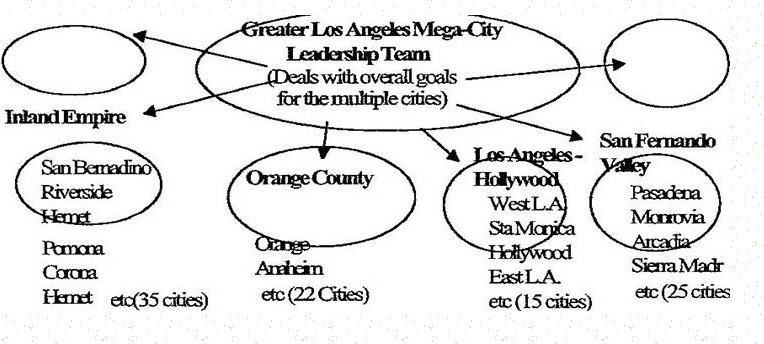 Greater Los Angeles Mega-City
Leadership Team
(Deals with overall goals
for the multiple cities)
Inland Empire
San Bernadino
Riverside
Hemet
Pomona
Corona
Hemet etc(35 cities)
Orange County
Orange
Anaheim
etc (22 Cities)
Los Angeles -
Hollywood
West L.A.
Sta Monica
Hollywood
East L.A.
etc (15 cities)
San Fernando
Valley
Pasadena
Monrovia
Arcadia
Sierra Madr
etc (25 cities